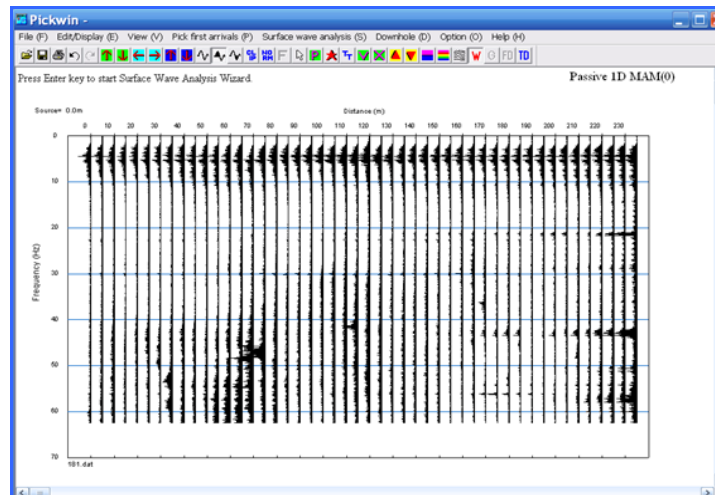 Pickwin -
File (F) Edit/Display (E) View (V) Pick first arrivals (P) Surface wave analysis (S) Downhole (D) Option (O) Help (H)
Press Enter key to start Surface Wave Analysis Wizard.
Passive 1D MAM(0)
Source= 0.0m
Distance (m)
0 10 20 30 40 50 60 70 80 90 100 110 120 130 140 150 160 170 180 190 200 210 220 230
Frequency (Hz)
0
10
20
30
40
50
60
70
181.dat